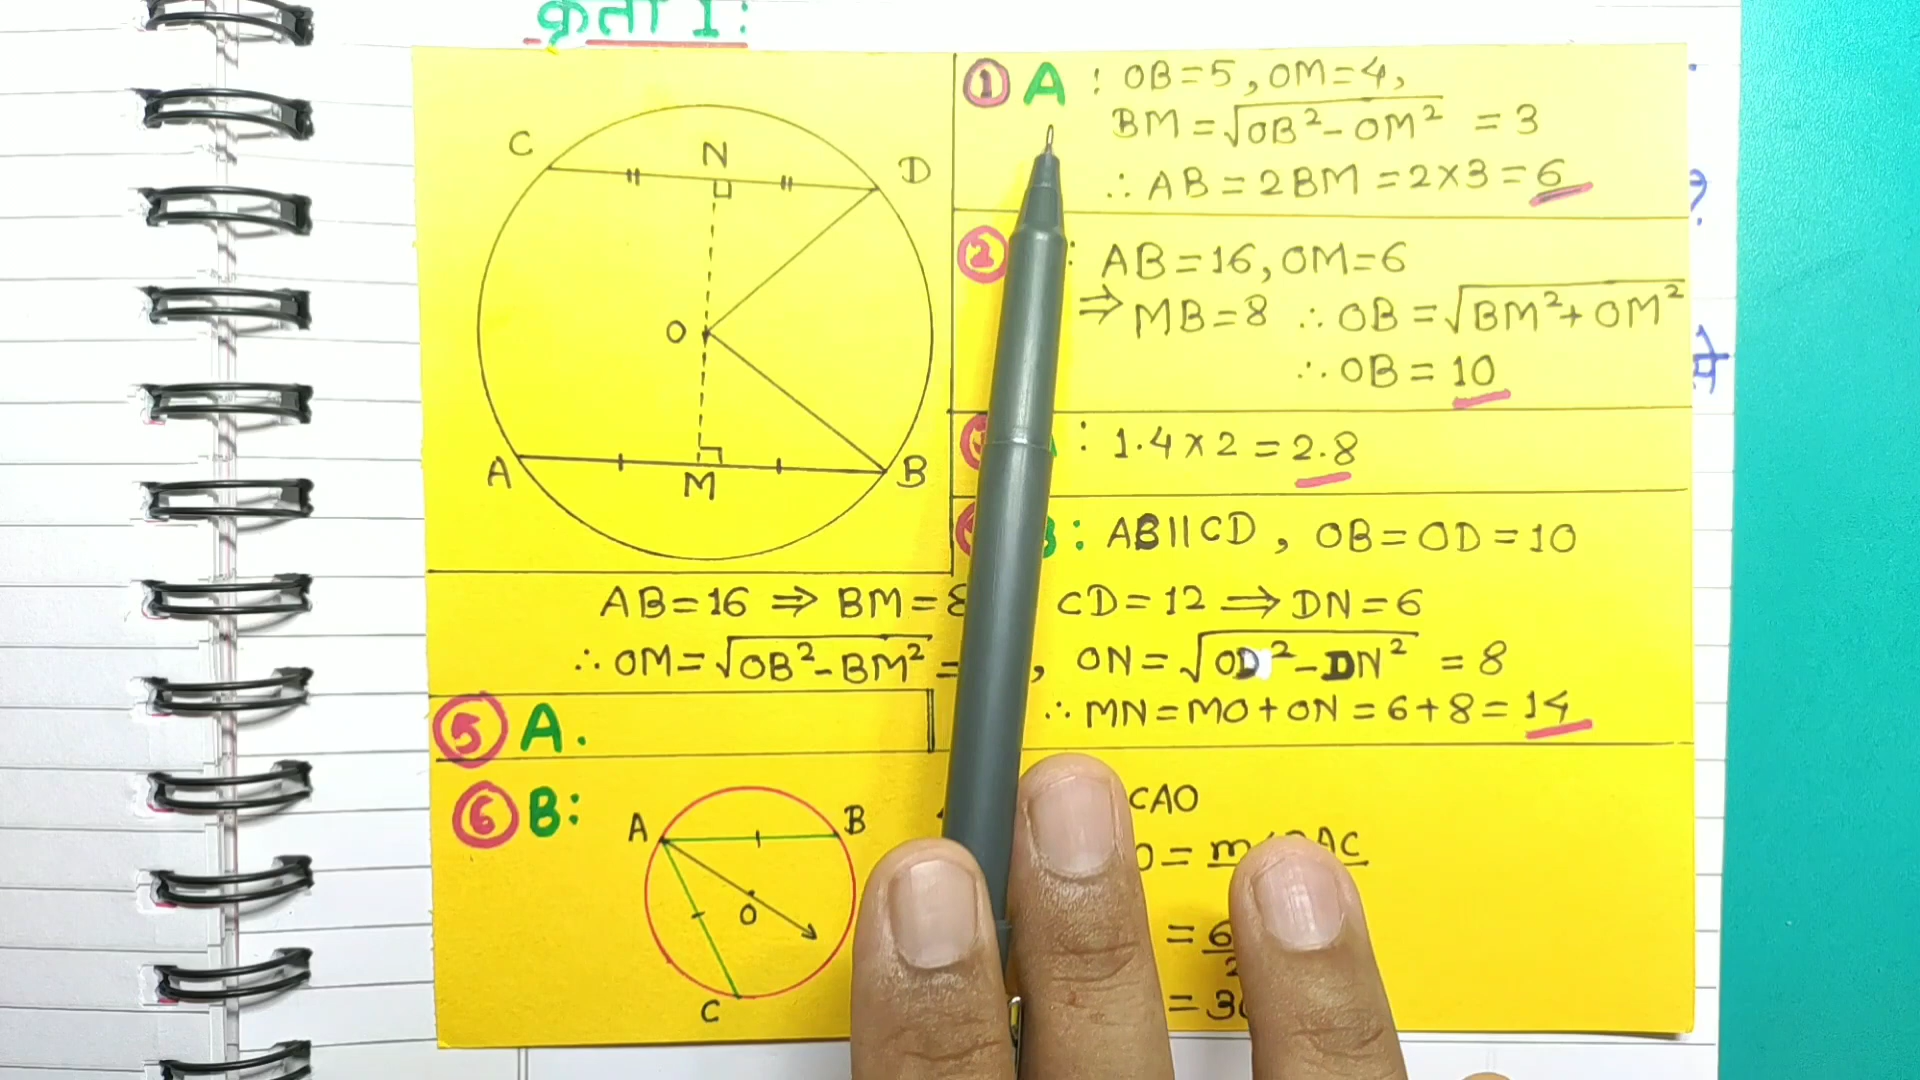 कृती 1:
C N D
O
A M B
① A : OB=5, OM=4,
BM=√OB²-OM² = 3
∴ AB = 2BM = 2×3 = 6
② : AB=16, OM=6
⇒ MB=8 ∴ OB = √BM²+OM²
∴ OB = 10
: 1.4×2 = 2.8
B : AB||CD, OB=OD=10
AB=16 ⇒ BM=8 CD=12 ⇒ DN=6
∴ OM=√OB²-BM² = , ON = √OD²-DN² = 8
∴ MN=MO+ON=6+8=14
⑤ A.
⑥ B:
A B
O
C
CAO